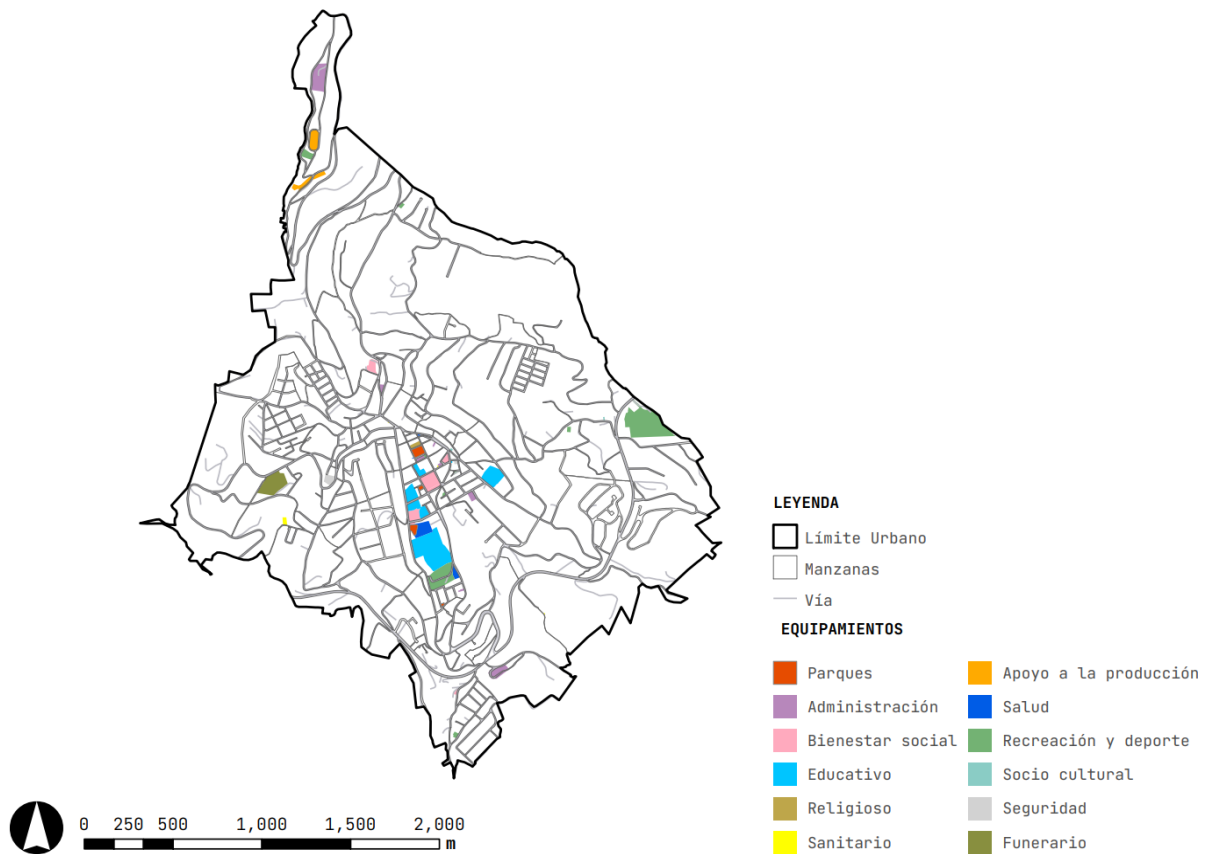 LEYENDA
Límite Urbano
Manzanas
Vía
EQUIPAMIENTOS
Parques
Administración
Bienestar social
Educativo
Religioso
Sanitario
Apoyo a la producción
Salud
Recreación y deporte
Socio cultural
Seguridad
Funerario
0 250 500 1,000 1,500 2,000
m